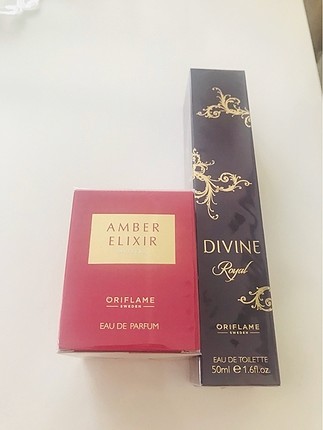 AMBER
ELIXIR
ORIFLAME
SWEDEN
EAU DE PARFUM
DIVINE
Royal
ORIFLAME
SWEDEN
EAU DE TOILETTE
50ml ℮ 1.6fl.oz.